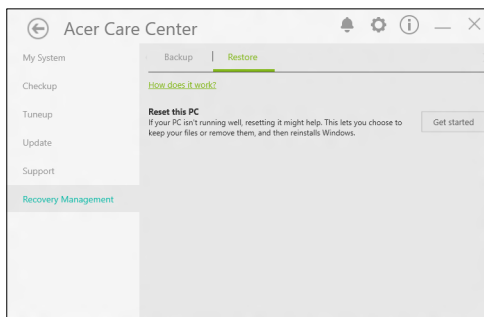 Acer Care Center
My System
Checkup
Tuneup
Update
Support
Recovery Management
Backup
Restore
How does it work?
Reset this PC
If your PC isn't running well, resetting it might help. This lets you choose to
keep your files or remove them, and then reinstalls Windows.
Get started